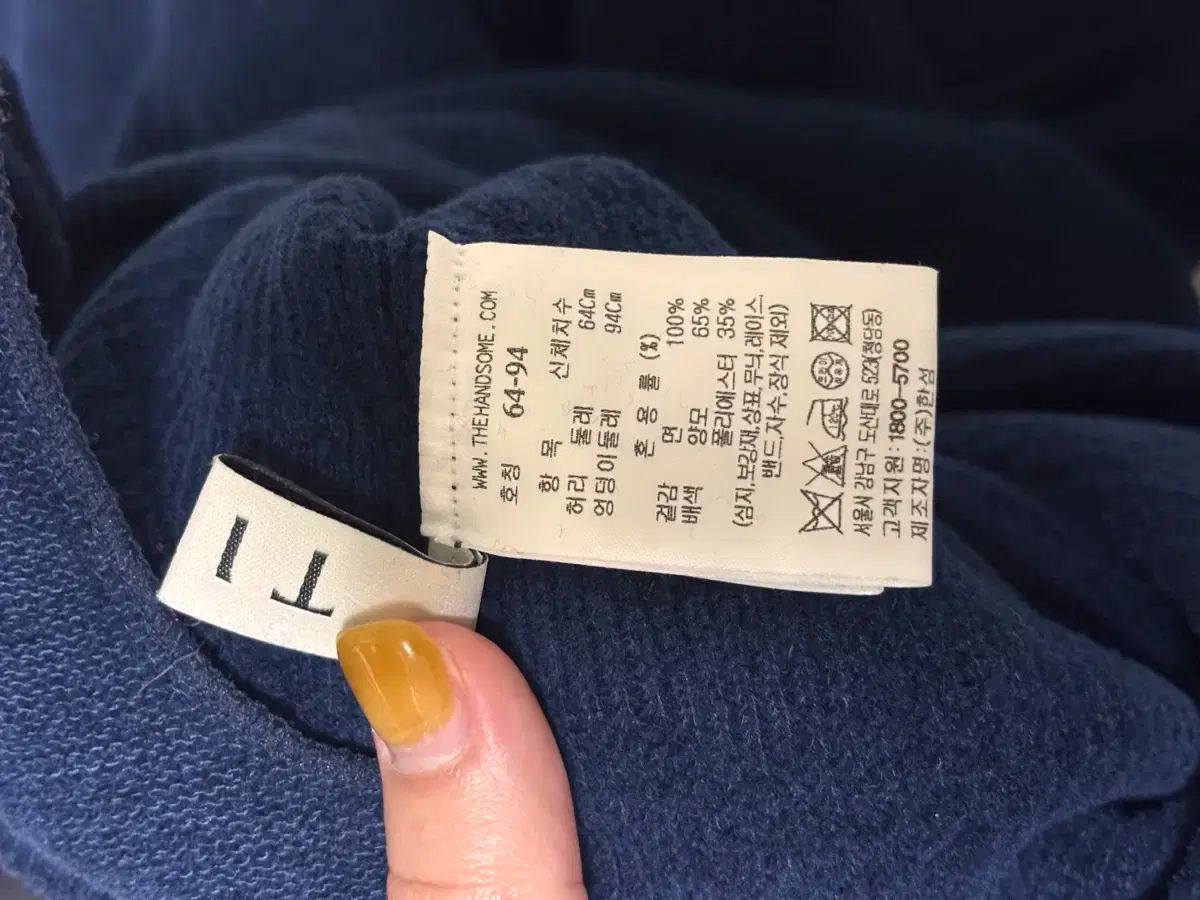 WWW.THEHANDSOME.COM
호칭 64-94
항 목 신체치수
허리 둘레 64Cm
엉덩이둘레 94Cm
혼 용 률 (%)
겉감 면 100%
배색 양모 65%
폴리에스터 35%
(심지,보강재,상표,무늬,레이스,
밴드,자수,장식 제외)
서울시 강남구 도산대로 523(청담동)
고객지원 : 1800-5700
제조자명 : (주)한섬
T1